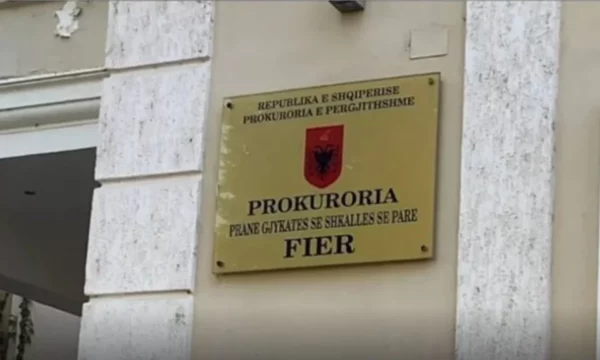 REPUBLIKA E SHQIPERISE
PROKURORIA E PERGJITHSHME
PROKURORIA
PRANE GJYKATES SE SHKALLES SE PARE
FIER